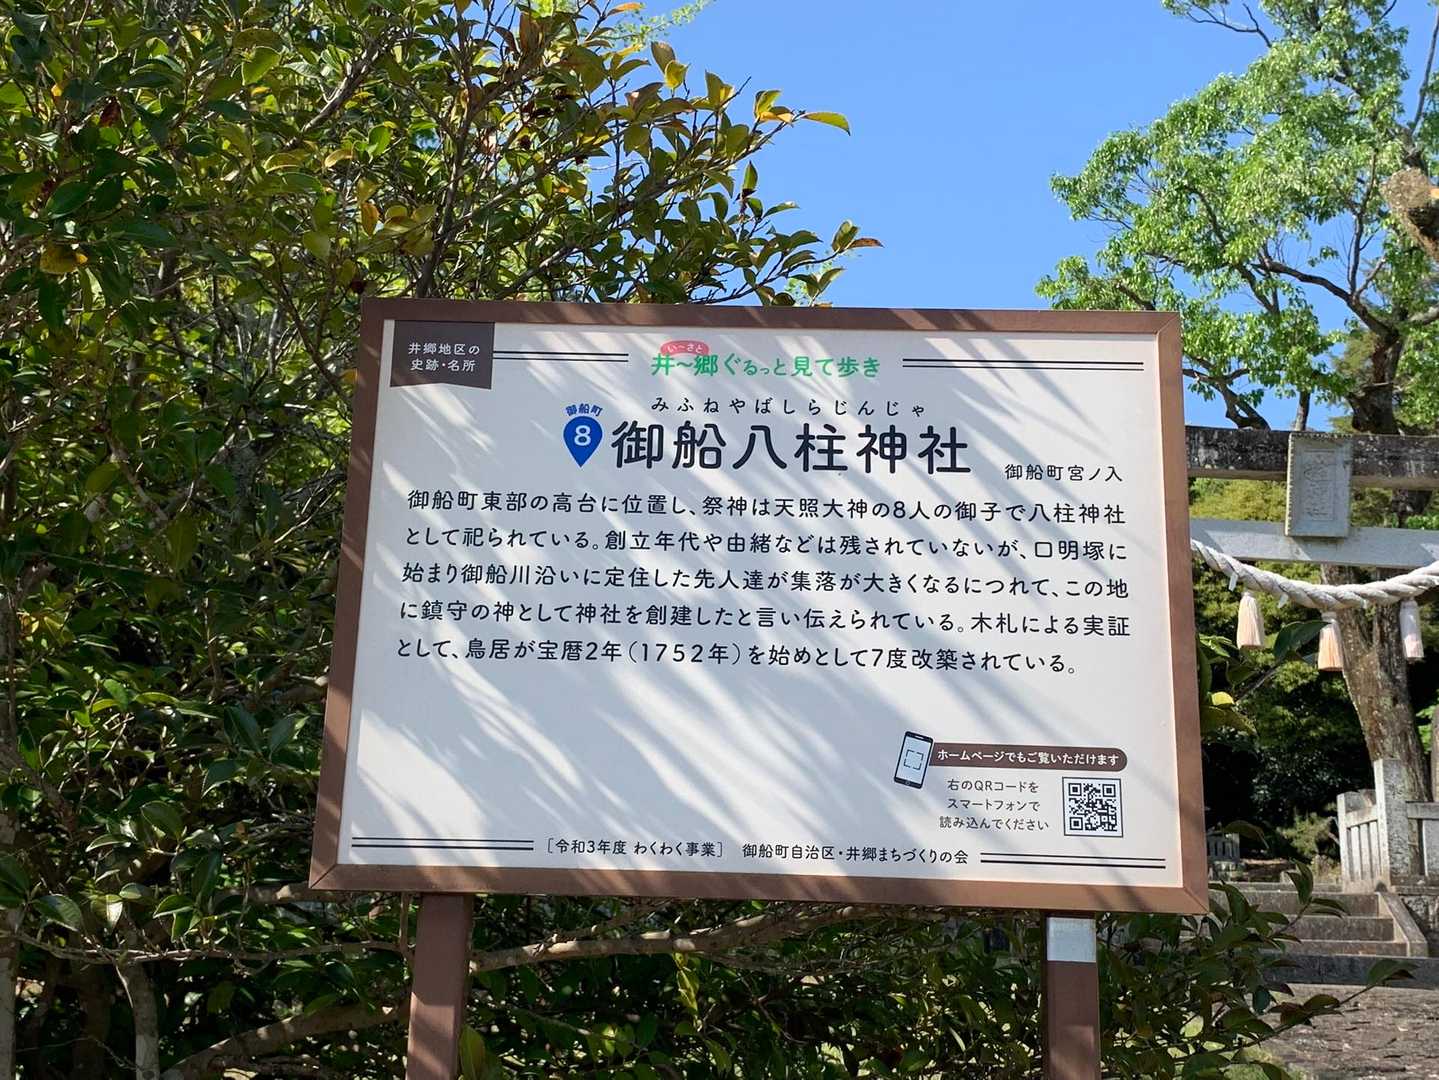 井郷地区の
史跡・名所
い～さと
井～郷ぐるっと見て歩き
みふねやばしらじんじゃ
御船町
8
御船八柱神社
御船町宮ノ入
御船町東部の高台に位置し、祭神は天照大神の8人の御子で八柱神社
として祀られている。創立年代や由緒などは残されていないが、口明塚に
始まり御船川沿いに定住した先人達が集落が大きくなるにつれて、この地
に鎮守の神として神社を創建したと言い伝えられている。木札による実証
として、鳥居が宝暦2年（1752年）を始めとして7度改築されている。
ホームページでもご覧いただけます
右のQRコードを
スマートフォンで
読み込んでください
［令和3年度 わくわく事業］ 御船町自治区・井郷まちづくりの会